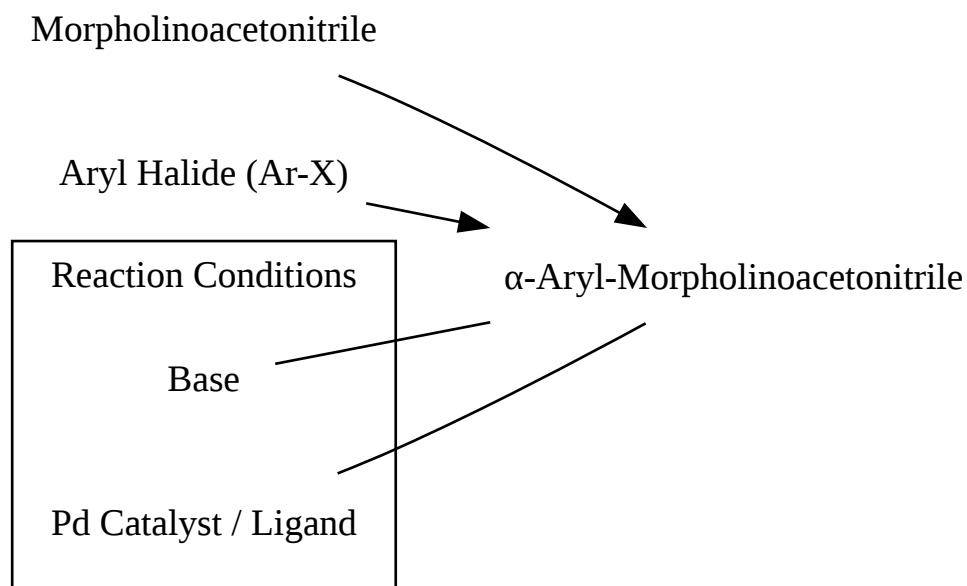 Morpholinoacetonitrile
Aryl Halide (Ar-X)
Reaction Conditions
α-Aryl-Morpholinoacetonitrile
Base
Pd Catalyst / Ligand